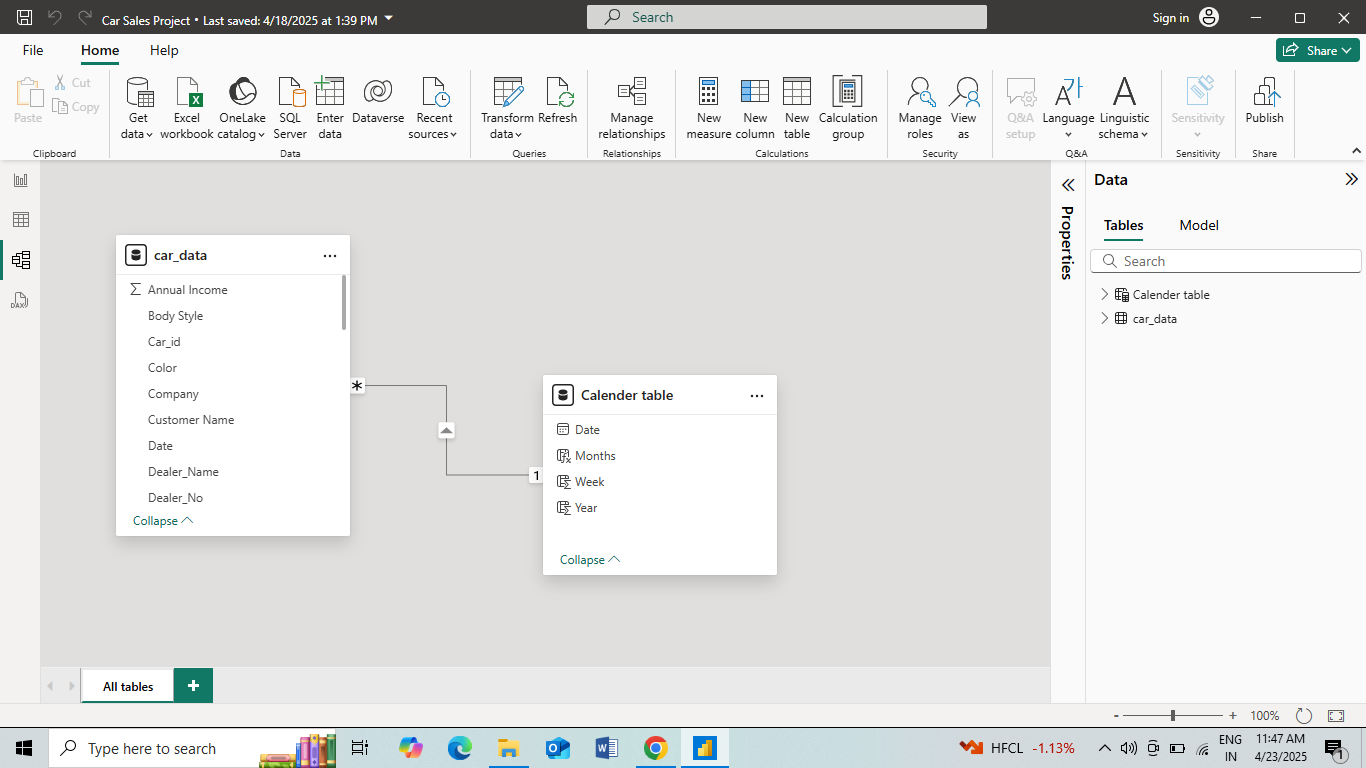 Car Sales Project • Last saved: 4/18/2025 at 1:39 PM
Search
Sign in
File
Home
Help
Share
Paste
Cut
Copy
Clipboard
Get data
Excel workbook
OneLake catalog
SQL Server
Enter data
Dataverse
Recent sources
Data
Transform data
Refresh
Queries
Manage relationships
Relationships
New measure
New column
New table
Calculation group
Calculations
Manage roles
View as
Security
Q&A setup
Language
Linguistic schema
Q&A
Sensitivity
Sensitivity
Publish
Share
DAX
car_data
Annual Income
Body Style
Car_id
Color
Company
Customer Name
Date
Dealer_Name
Dealer_No
Collapse
*
1
Calender table
Date
Months
Week
Year
Collapse
Properties
Data
Tables
Model
Search
Calender table
car_data
All tables
+
- + 100%
Type here to search
HFCL -1.13%
ENG
IN
11:47 AM
4/23/2025
1